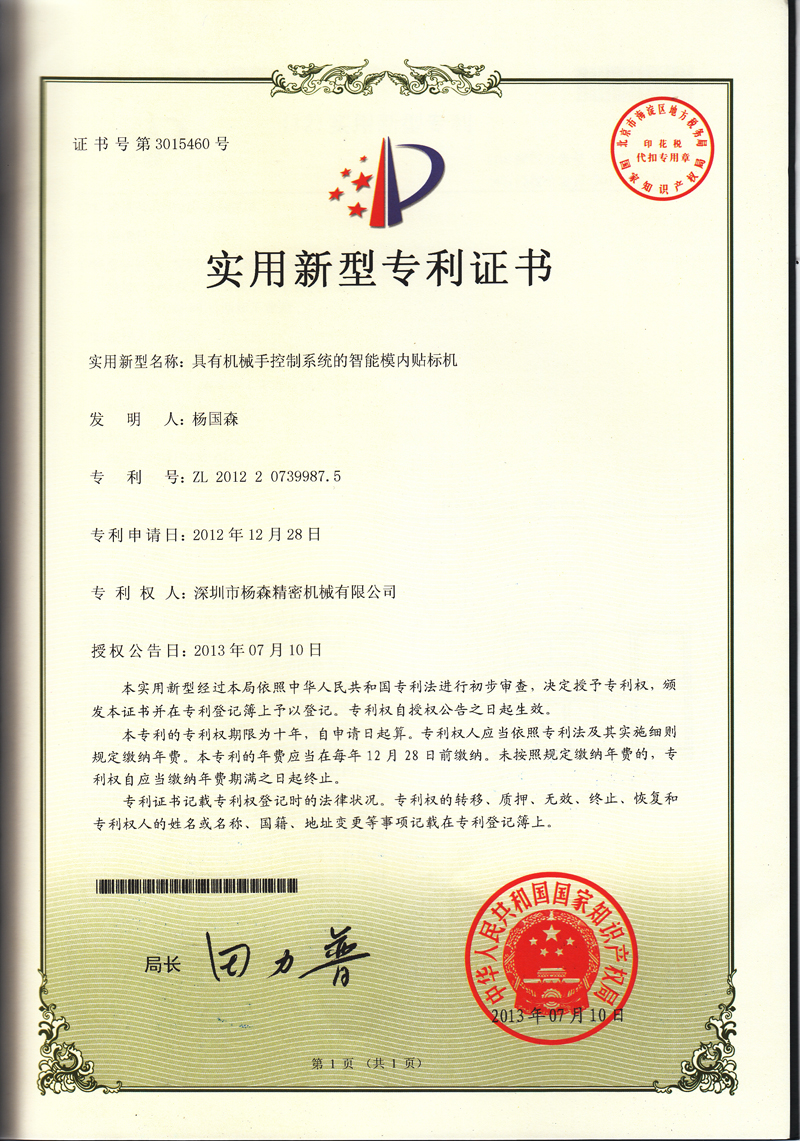 证书号第3015460号
北京市海淀区地方税务局
印花税
代扣专用章
国家知识产权局
实用新型专利证书
实用新型名称：具有机械手控制系统的智能模内贴标机
发明人：杨国森
专利号：ZL 2012 2 0739987.5
专利申请日：2012年12月28日
专利权人：深圳市杨森精密机械有限公司
授权公告日：2013年07月10日
本实用新型经过本局依照中华人民共和国专利法进行初步审查，决定授予专利权，颁
发本证书并在专利登记簿上予以登记。专利权自授权公告之日起生效。
本专利的专利权期限为十年，自申请日起算。专利权人应当依照专利法及其实施细则
规定缴纳年费。本专利的年费应当在每年12月28日前缴纳。未按照规定缴纳年费的，专
利权自应当缴纳年费期满之日起终止。
专利证书记载专利权登记时的法律状况。专利权的转移、质押、无效、终止、恢复和
专利权人的姓名或名称、国籍、地址变更等事项记载在专利登记簿上。
局长 田力普
中华人民共和国国家知识产权局
2013年07月10日
第1页（共1页）